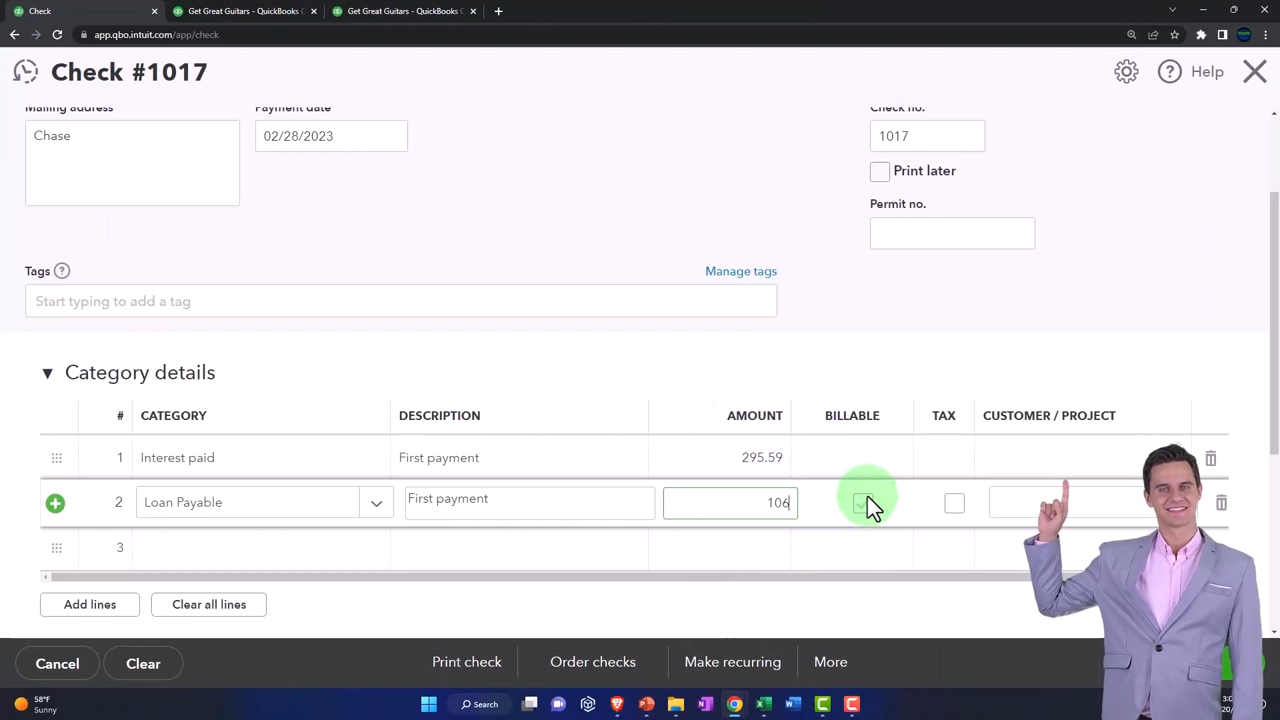 Check
Get Great Guitars - QuickBooks C
Get Great Guitars - QuickBooks C
app.qbo.intuit.com/app/check
Check #1017
Help
Mailing address
Payment date
Check no.
Chase
02/28/2023
1017
Print later
Permit no.
Tags
Manage tags
Start typing to add a tag
Category details
# CATEGORY DESCRIPTION AMOUNT BILLABLE TAX CUSTOMER / PROJECT
1 Interest paid First payment 295.59
2 Loan Payable First payment 106
3
Add lines
Clear all lines
Cancel
Clear
Print check
Order checks
Make recurring
More
58°F
Sunny
Search